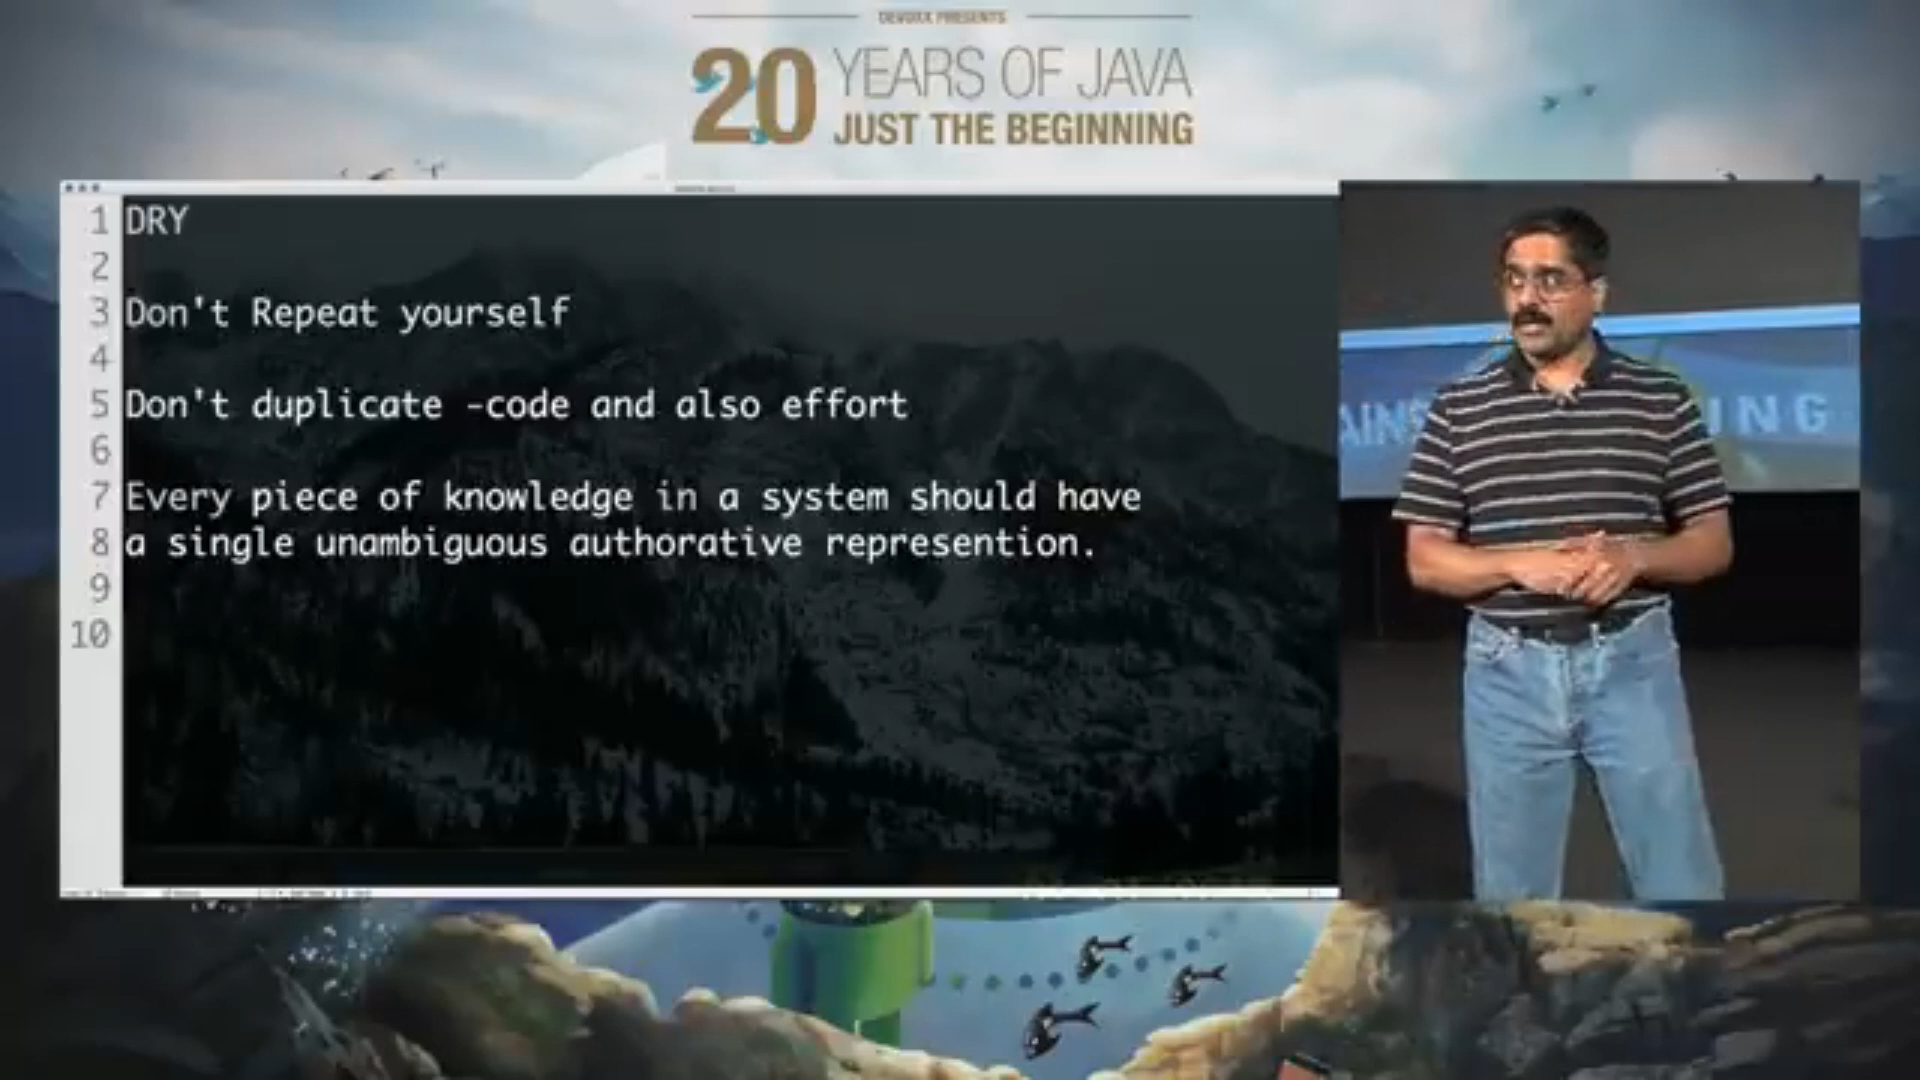 DEVOXX PRESENTS
20 YEARS OF JAVA
JUST THE BEGINNING
1 DRY
2
3 Don't Repeat yourself
4
5 Don't duplicate -code and also effort
6
7 Every piece of knowledge in a system should have
8 a single unambiguous authorative represention.
9
10
AIN
ING